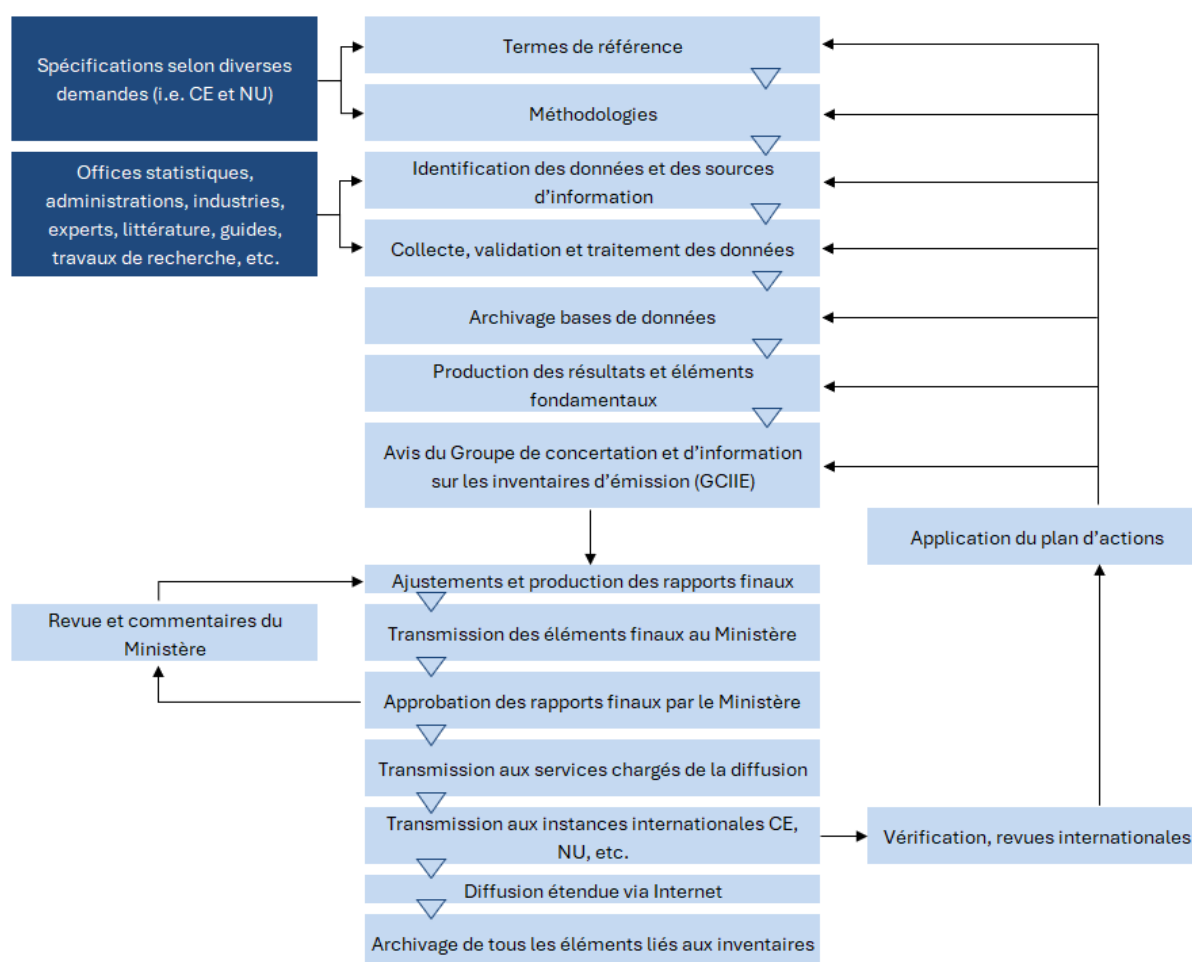 Spécifications selon diverses
demandes (i.e. CE et NU)
Termes de référence
Méthodologies
Offices statistiques,
administrations, industries,
experts, littérature, guides,
travaux de recherche, etc.
Identification des données et des sources
d’information
Collecte, validation et traitement des données
Archivage bases de données
Production des résultats et éléments
fondamentaux
Avis du Groupe de concertation et d’information
sur les inventaires d’émission (GCIIE)
Application du plan d’actions
Ajustements et production des rapports finaux
Revue et commentaires du
Ministère
Transmission des éléments finaux au Ministère
Approbation des rapports finaux par le Ministère
Transmission aux services chargés de la diffusion
Transmission aux instances internationales CE,
NU, etc.
Vérification, revues internationales
Diffusion étendue via Internet
Archivage de tous les éléments liés aux inventaires